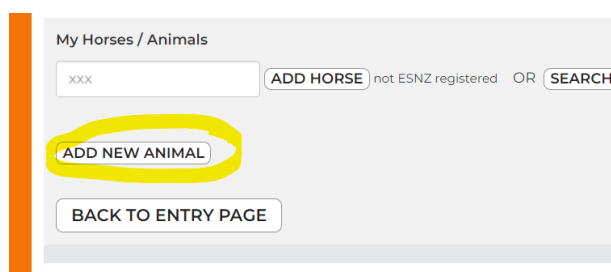 My Horses / Animals
xxx ADD HORSE not ESNZ registered OR SEARCH
ADD NEW ANIMAL
BACK TO ENTRY PAGE